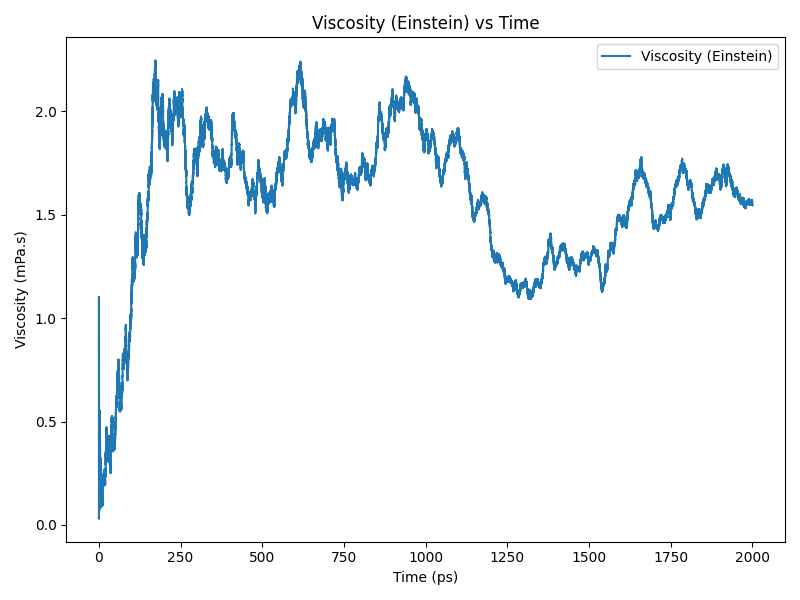 Viscosity (Einstein) vs Time
Viscosity (Einstein)
Viscosity (mPa.s)
2.0
1.5
1.0
0.5
0.0
0 250 500 750 1000 1250 1500 1750 2000
Time (ps)